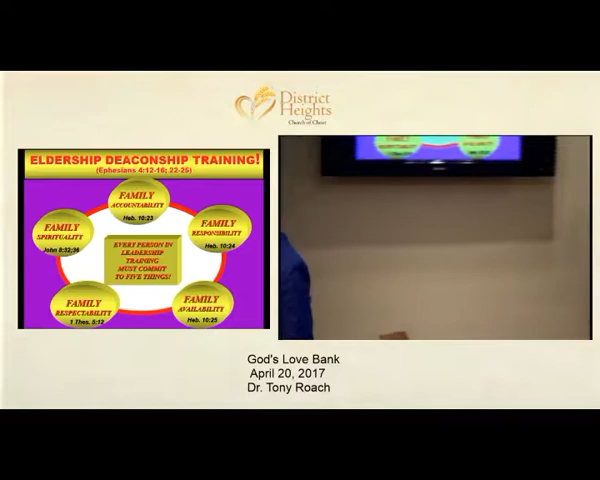 District
Heights
Church of Christ
ELDERSHIP DEACONSHIP TRAINING!
(Ephesians 4:12-16; 22-25)
FAMILY
ACCOUNTABILITY
Heb. 10:23
FAMILY
SPIRITUALITY
John 8:32;36
FAMILY
RESPONSIBILITY
Heb. 10:24
EVERY PERSON IN
LEADERSHIP
TRAINING
MUST COMMIT
TO FIVE THINGS!
FAMILY
RESPECTABILITY
1 Thes. 5:12
FAMILY
AVAILABILITY
Heb. 10:25
God's Love Bank
April 20, 2017
Dr. Tony Roach